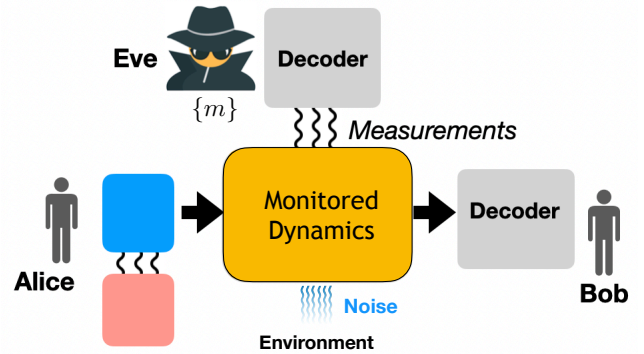 Eve
Decoder
{m}
Measurements
Monitored
Dynamics
Decoder
Alice
Bob
Noise
Environment